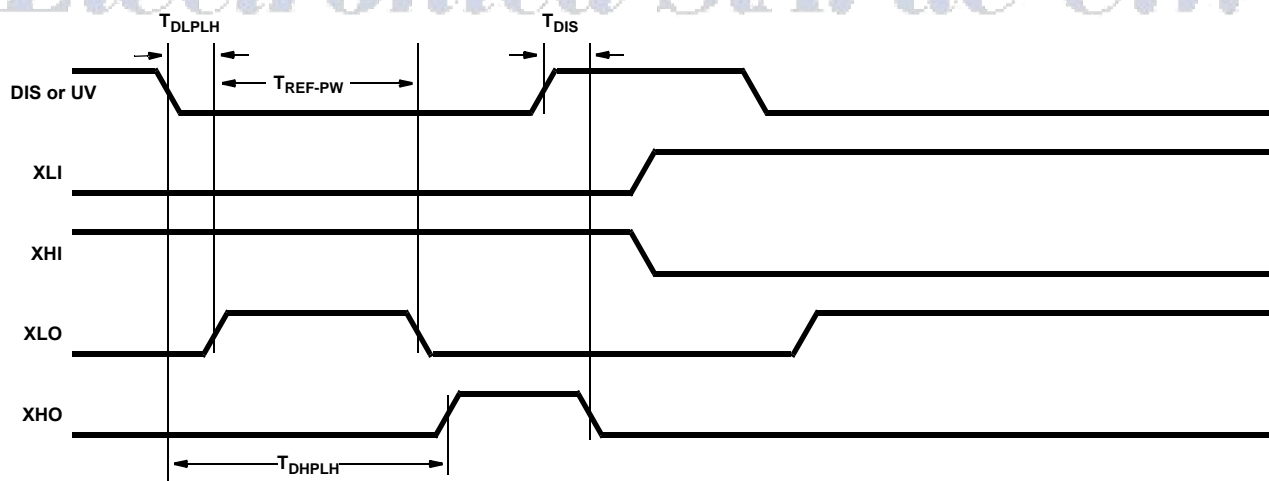 T_DLPLH
T_DIS
T_REF-PW
DIS or UV
XLI
XHI
XLO
XHO
T_DHPLH